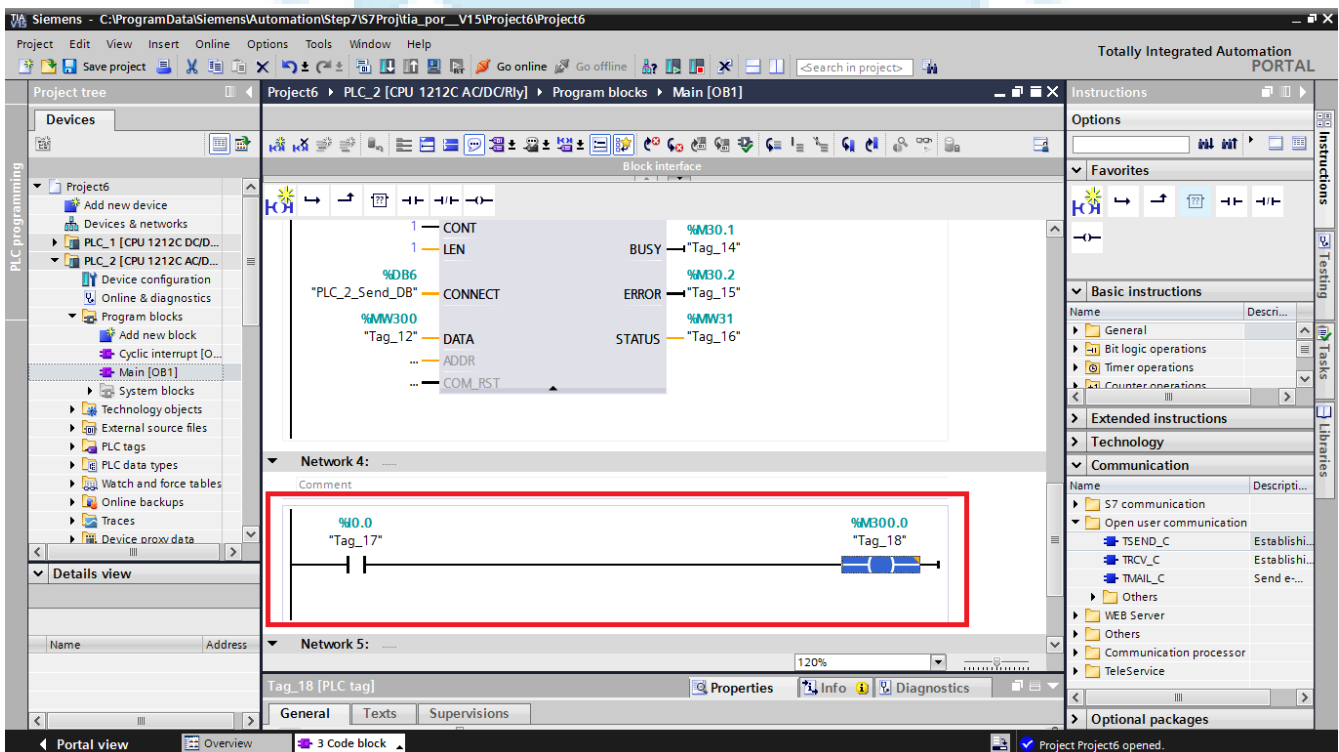 Siemens - C:\ProgramData\Siemens\Automation\Step7\S7Proj\tia_por__V15\Project6\Project6
Project Edit View Insert Online Options Tools Window Help
Totally Integrated Automation
PORTAL
Save project
Go online
Go offline
<Search in project>
Project tree
Project6 PLC_2 [CPU 1212C AC/DC/Rly] Program blocks Main [OB1]
Instructions
Devices
Options
Block interface
PLC programming
Project6
Add new device
Devices & networks
PLC_1 [CPU 1212C DC/D...
PLC_2 [CPU 1212C AC/D...
Device configuration
Online & diagnostics
Program blocks
Add new block
Cyclic interrupt [O...
Main [OB1]
System blocks
Technology objects
External source files
PLC tags
PLC data types
Watch and force tables
Online backups
Traces
Device proxy data
Details view
Name Address
1 CONT
%M30.1
1 LEN BUSY "Tag_14"
%DB6 %M30.2
"PLC_2_Send_DB" CONNECT ERROR "Tag_15"
%MW300 %MW31
"Tag_12" DATA STATUS "Tag_16"
... ADDR
... COM_RST
Network 4: .....
Comment
%I0.0 %M300.0
"Tag_17" "Tag_18"
Network 5: .....
120%
Tag_18 [PLC tag]
Properties Info Diagnostics
General Texts Supervisions
Favorites
Basic instructions
Name Descri...
General
Bit logic operations
Timer operations
Counter operations
Extended instructions
Technology
Communication
Name Descripti...
S7 communication
Open user communication
TSEND_C Establishi...
TRCV_C Establishi...
TMAIL_C Send e-...
Others
WEB Server
Others
Communication processor
TeleService
Optional packages
Instructions
Testing
Tasks
Libraries
Portal view Overview 3 Code block
Project Project6 opened.